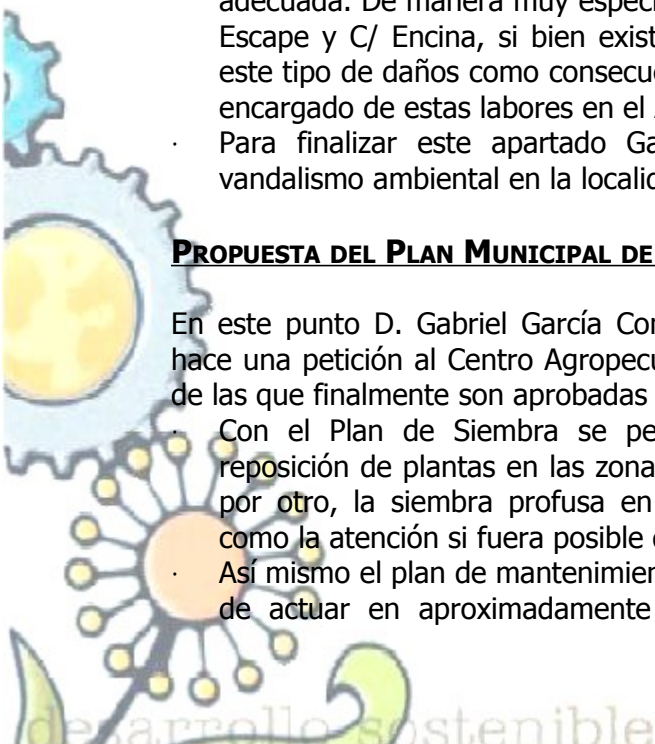 adecuada. De manera muy especi
Escape y C/ Encina, si bien exist
este tipo de daños como consecu
encargado de estas labores en el
· Para finalizar este apartado Ga
vandalismo ambiental en la localid
PROPUESTA DEL PLAN MUNICIPAL DE
En este punto D. Gabriel García Cor
hace una petición al Centro Agropecu
de las que finalmente son aprobadas
· Con el Plan de Siembra se pe
reposición de plantas en las zona
por otro, la siembra profusa en
como la atención si fuera posible
· Así mismo el plan de mantenimien
de actuar en aproximadamente
desarrollo sostenible